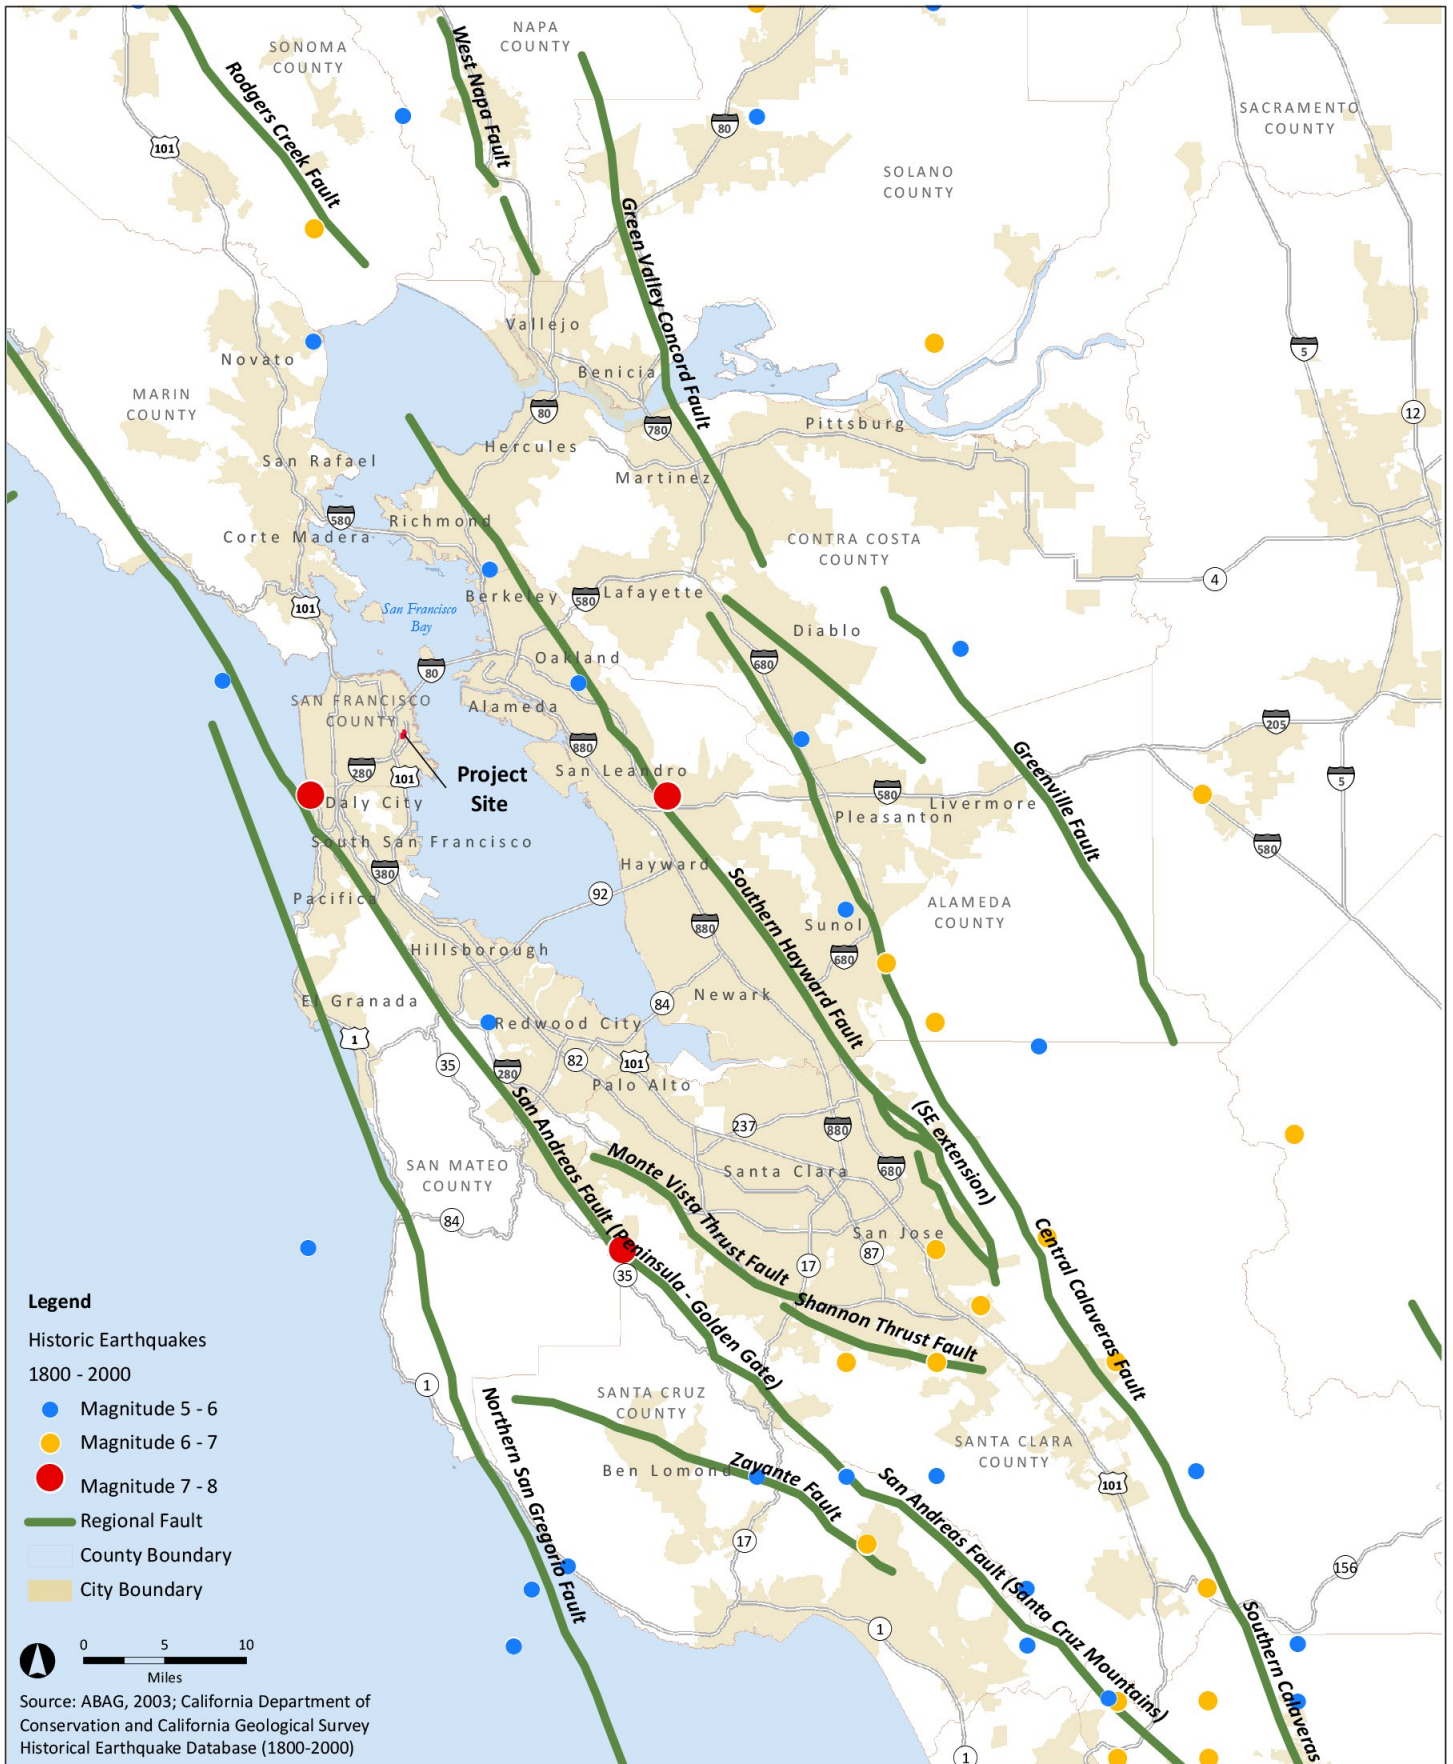 SONOMA
COUNTY
NAPA
COUNTY
West Napa Fault
Rodgers Creek Fault
101
80
SACRAMENTO
COUNTY
SOLANO
COUNTY
Green Valley Concord Fault
Vallejo
Novato
Benicia
MARIN
COUNTY
5
12
80
780
Pittsburg
Hercules
San Rafael
Martinez
580
Richmond
Corte Madera
CONTRA COSTA
COUNTY
4
101
San Francisco
Bay
Berkeley
580
Lafayette
Diablo
Oakland
680
80
SAN FRANCISCO
COUNTY
Alameda
205
880
280
101
Project
Site
San Leandro
580
5
Livermore
Greenville Fault
Daly City
Pleasanton
South San Francisco
580
Hayward
380
Pacifica
92
Southern Hayward Fault
ALAMEDA
COUNTY
880
Sunol
Hillsborough
680
Newark
84
El Granada
Redwood City
1
35
280
82
101
Palo Alto
237
880
(SE extension)
San Andreas Fault (Peninsula - Golden Gate)
SAN MATEO
COUNTY
Monte Vista Thrust Fault
Santa Clara
680
84
San Jose
87
17
35
Central Calaveras Fault
Shannon Thrust Fault
1
Northern San Gregorio Fault
SANTA CRUZ
COUNTY
SANTA CLARA
COUNTY
Ben Lomond
Zayante Fault
San Andreas Fault (Santa Cruz Mountains)
101
17
156
1
Southern Calaveras
1
Legend
Historic Earthquakes
1800 - 2000
Magnitude 5 - 6
Magnitude 6 - 7
Magnitude 7 - 8
Regional Fault
County Boundary
City Boundary
0 5 10
Miles
Source: ABAG, 2003; California Department of
Conservation and California Geological Survey
Historical Earthquake Database (1800-2000)